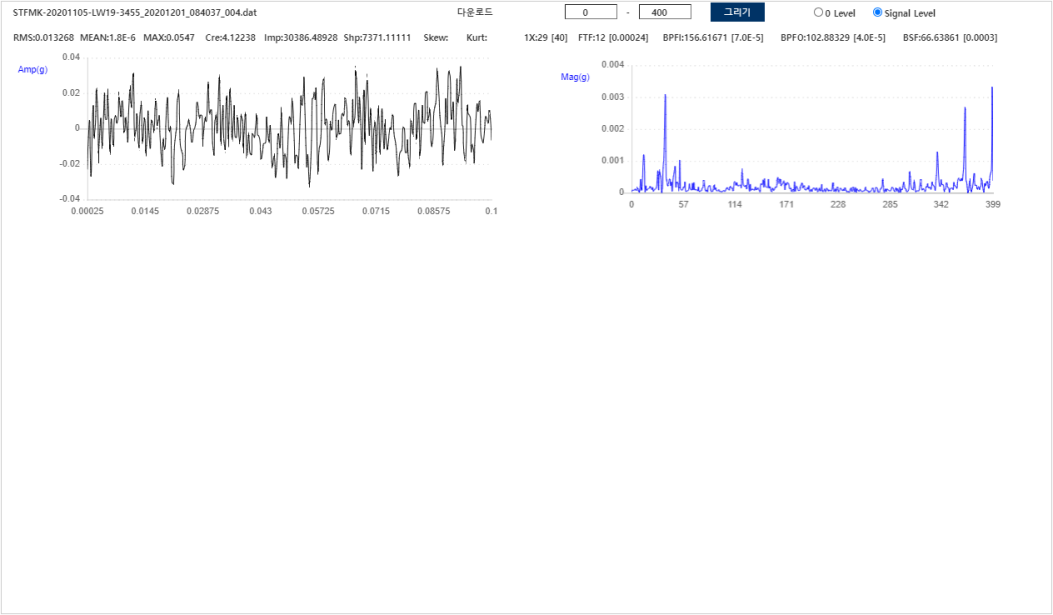 STFMK-20201105-LW19-3455_20201201_084037_004.dat 다운로드 0 - 400 그리기 0 Level Signal Level
RMS:0.013268 MEAN:1.8E-6 MAX:0.0547 Cre:4.12238 Imp:30386.48928 Shp:7371.11111 Skew: Kurt: 1X:29 [40] FTF:12 [0.00024] BPFI:156.61671 [7.0E-5] BPFO:102.88329 [4.0E-5] BSF:66.63861 [0.0003]
Amp(g)
0.04
0.02
0
-0.02
-0.04
0.00025 0.0145 0.02875 0.043 0.05725 0.0715 0.08575 0.1
Mag(g)
0.004
0.003
0.002
0.001
0
0 57 114 171 228 285 342 399